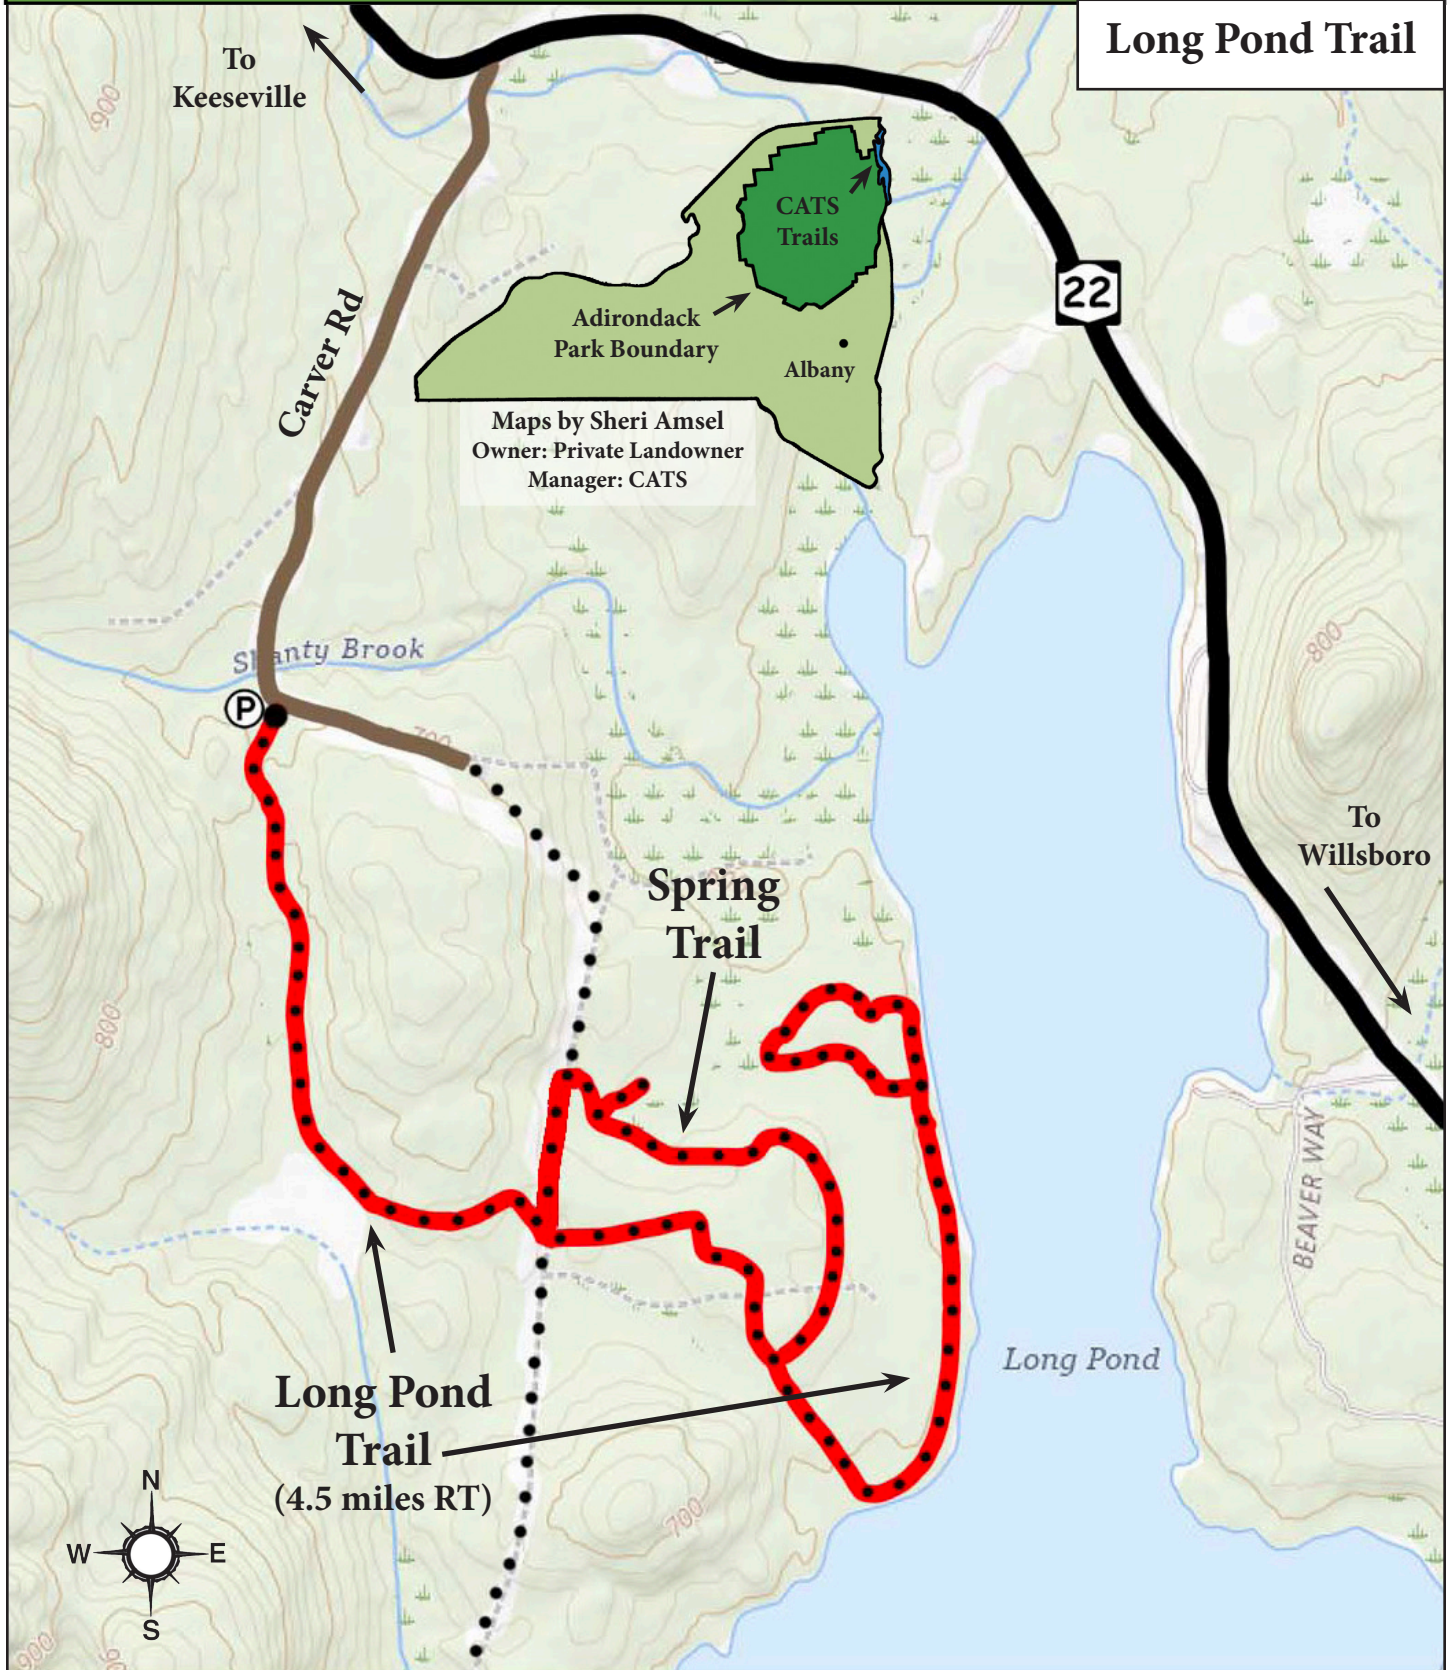 Long Pond Trail
To
Keeseville
900
CATS
Trails
22
Adirondack
Park Boundary
Albany
Carver Rd
Maps by Sheri Amsel
Owner: Private Landowner
Manager: CATS
800
Shanty Brook
P
700
To
Willsboro
Spring
Trail
800
BEAVER WAY
Long Pond
Long Pond
Trail
(4.5 miles RT)
700
N
W
E
S
900